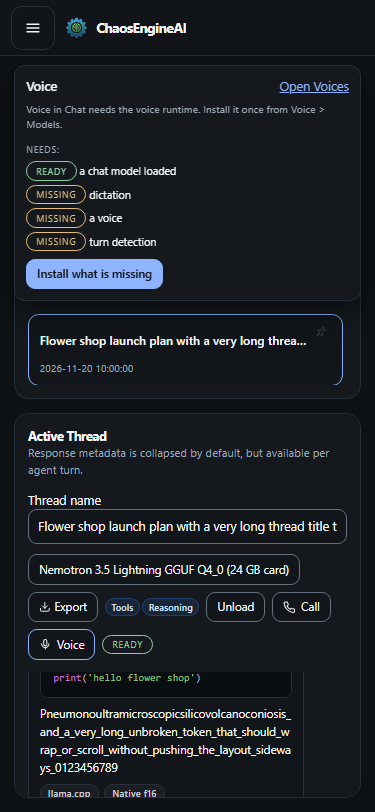 ChaosEngineAI
Voice
Open Voices
Voice in Chat needs the voice runtime. Install it once from Voice >
Models.
NEEDS:
READY a chat model loaded
MISSING dictation
MISSING a voice
MISSING turn detection
Install what is missing
Flower shop launch plan with a very long threa...
2026-11-20 10:00:00
Active Thread
Response metadata is collapsed by default, but available per
agent turn.
Thread name
Flower shop launch plan with a very long thread title t
Nemotron 3.5 Lightning GGUF Q4_0 (24 GB card)
Export Tools Reasoning Unload Call
Voice READY
print('hello flower shop')
Pneumonoultramicroscopicsilicovolcanoconiosis_
and_a_very_long_unbroken_token_that_should_w
rap_or_scroll_without_pushing_the_layout_sidewa
ys_0123456789
llama.cpp Native f16